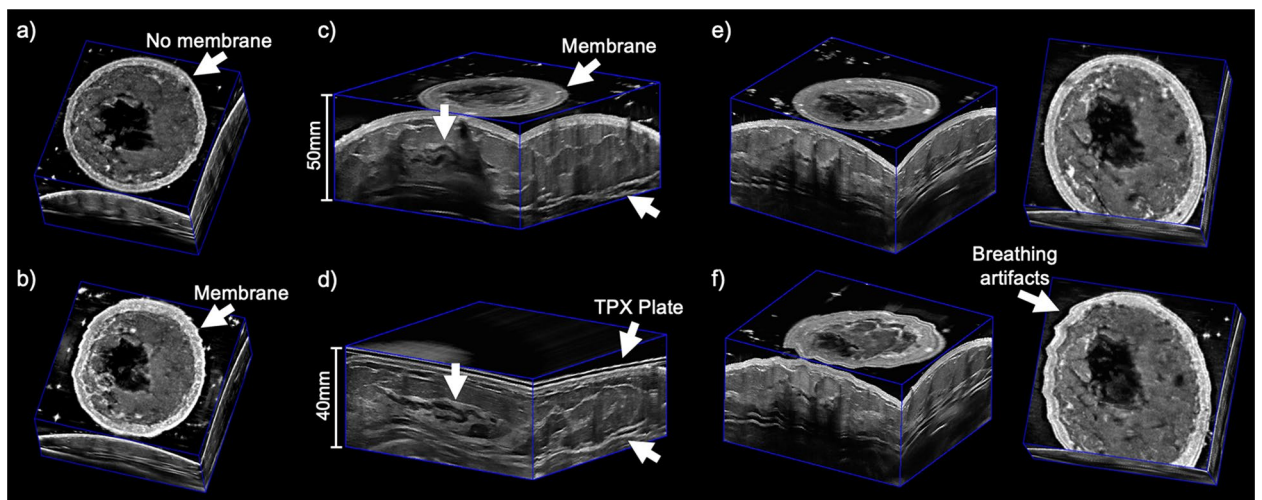 a)
No membrane
b)
Membrane
c)
Membrane
50mm
d)
TPX Plate
40mm
e)
f)
Breathing
artifacts